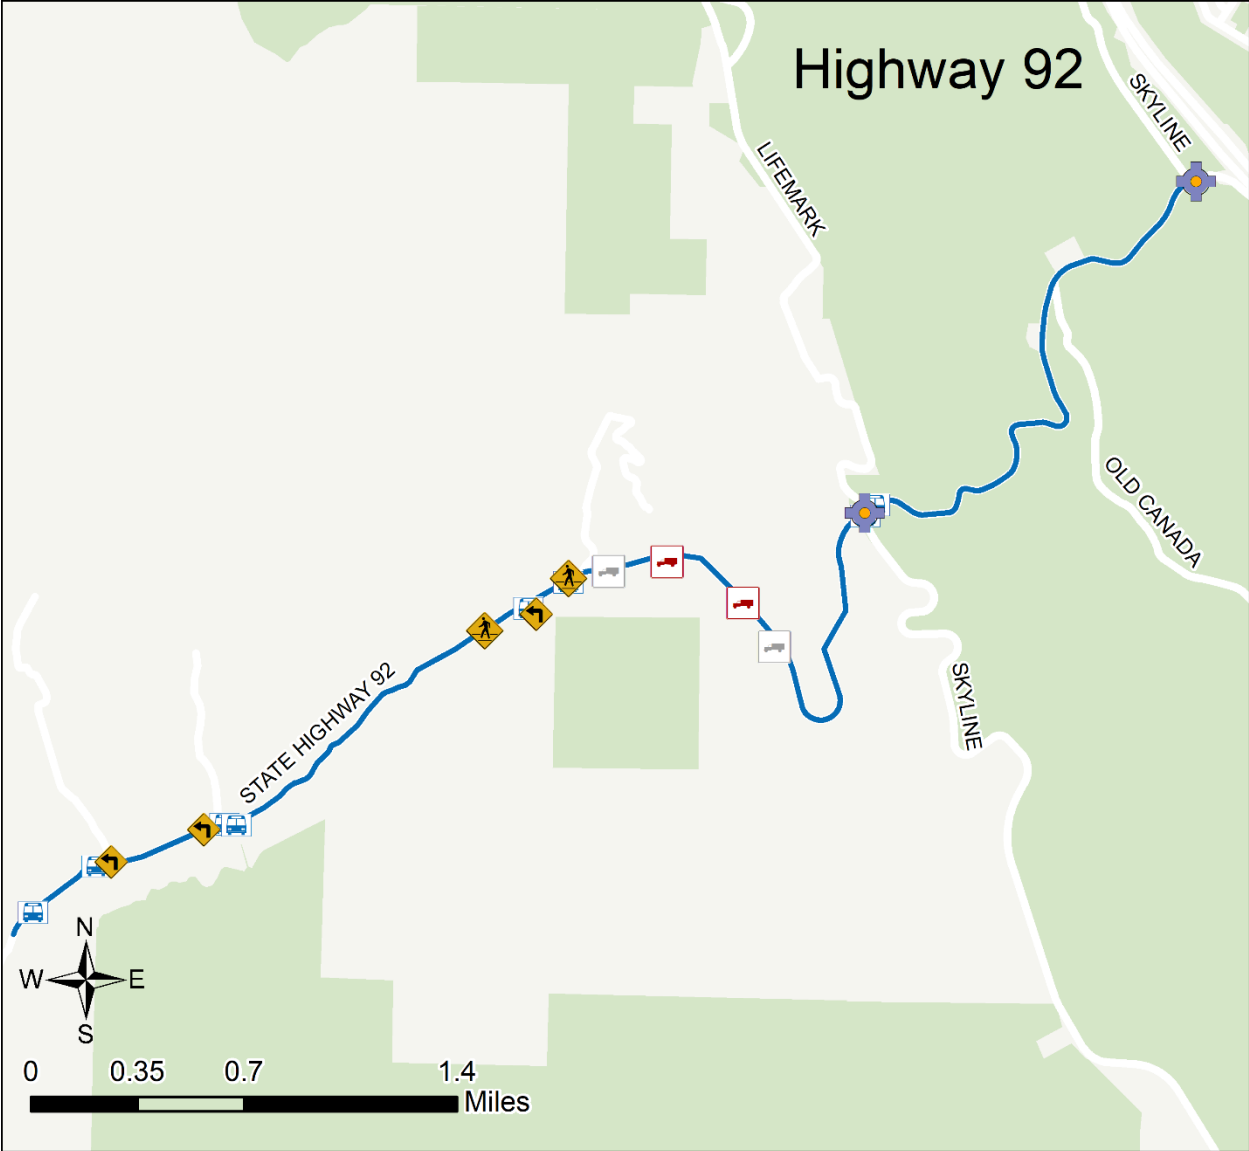 Highway 92
SKYLINE
LIFEMARK
OLD CANADA
SKYLINE
STATE HIGHWAY 92
N
W E
S
0 0.35 0.7 1.4
Miles